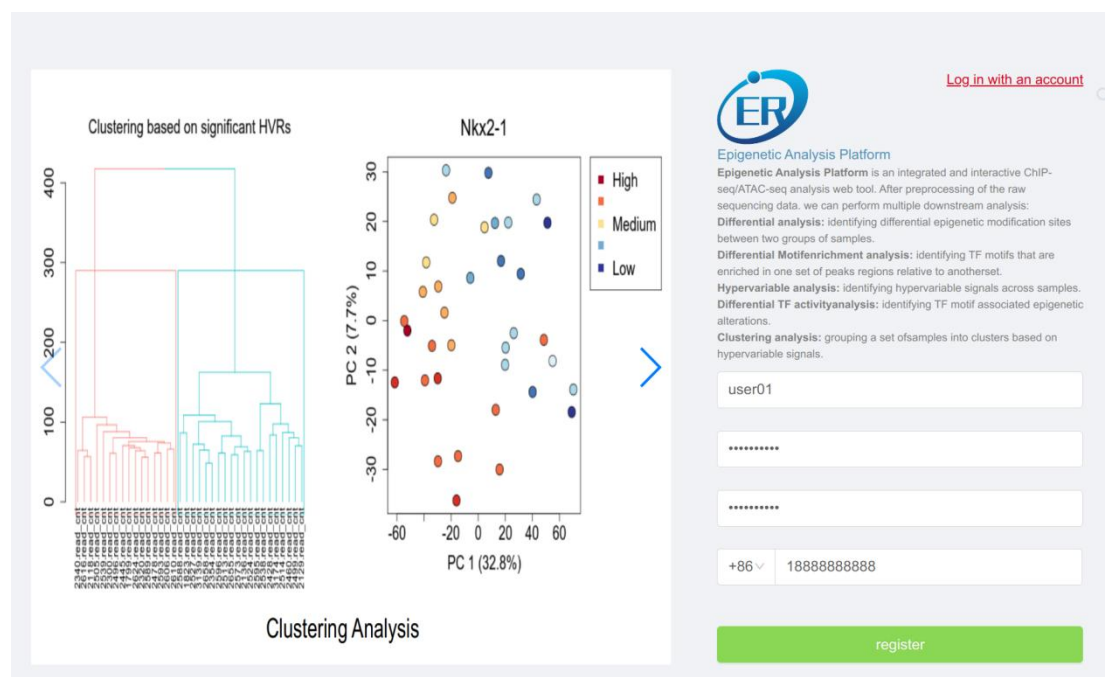 Clustering based on significant HVRs
400
300
200
100
0
Nkx2-1
PC 2 (7.7%)
30
20
10
0
-10
-20
-30
-60
-20
0
20
40
60
PC 1 (32.8%)
High
Medium
Low
Clustering Analysis
ER
Log in with an account
Epigenetic Analysis Platform
Epigenetic Analysis Platform is an integrated and interactive ChIP-
seq/ATAC-seq analysis web tool. After preprocessing of the raw
sequencing data. we can perform multiple downstream analysis:
Differential analysis: identifying differential epigenetic modification sites
between two groups of samples.
Differential Motifenrichment analysis: identifying TF motifs that are
enriched in one set of peaks regions relative to anotherset.
Hypervariable analysis: identifying hypervariable signals across samples.
Differential TF activityanalysis: identifying TF motif associated epigenetic
alterations.
Clustering analysis: grouping a set ofsamples into clusters based on
hypervariable signals.
user01
••••••••••
••••••••••
+86 18888888888
register